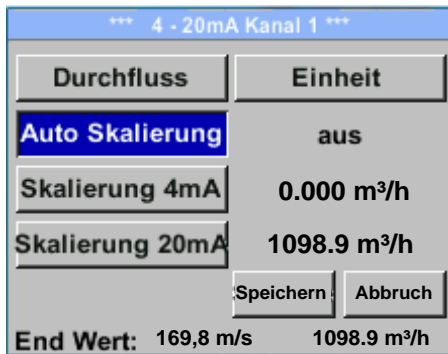 *** 4 - 20mA Kanal 1 ***
Durchfluss Einheit
Auto Skalierung aus
Skalierung 4mA 0.000 m³/h
Skalierung 20mA 1098.9 m³/h
Speichern Abbruch
End Wert: 169,8 m/s 1098.9 m³/h